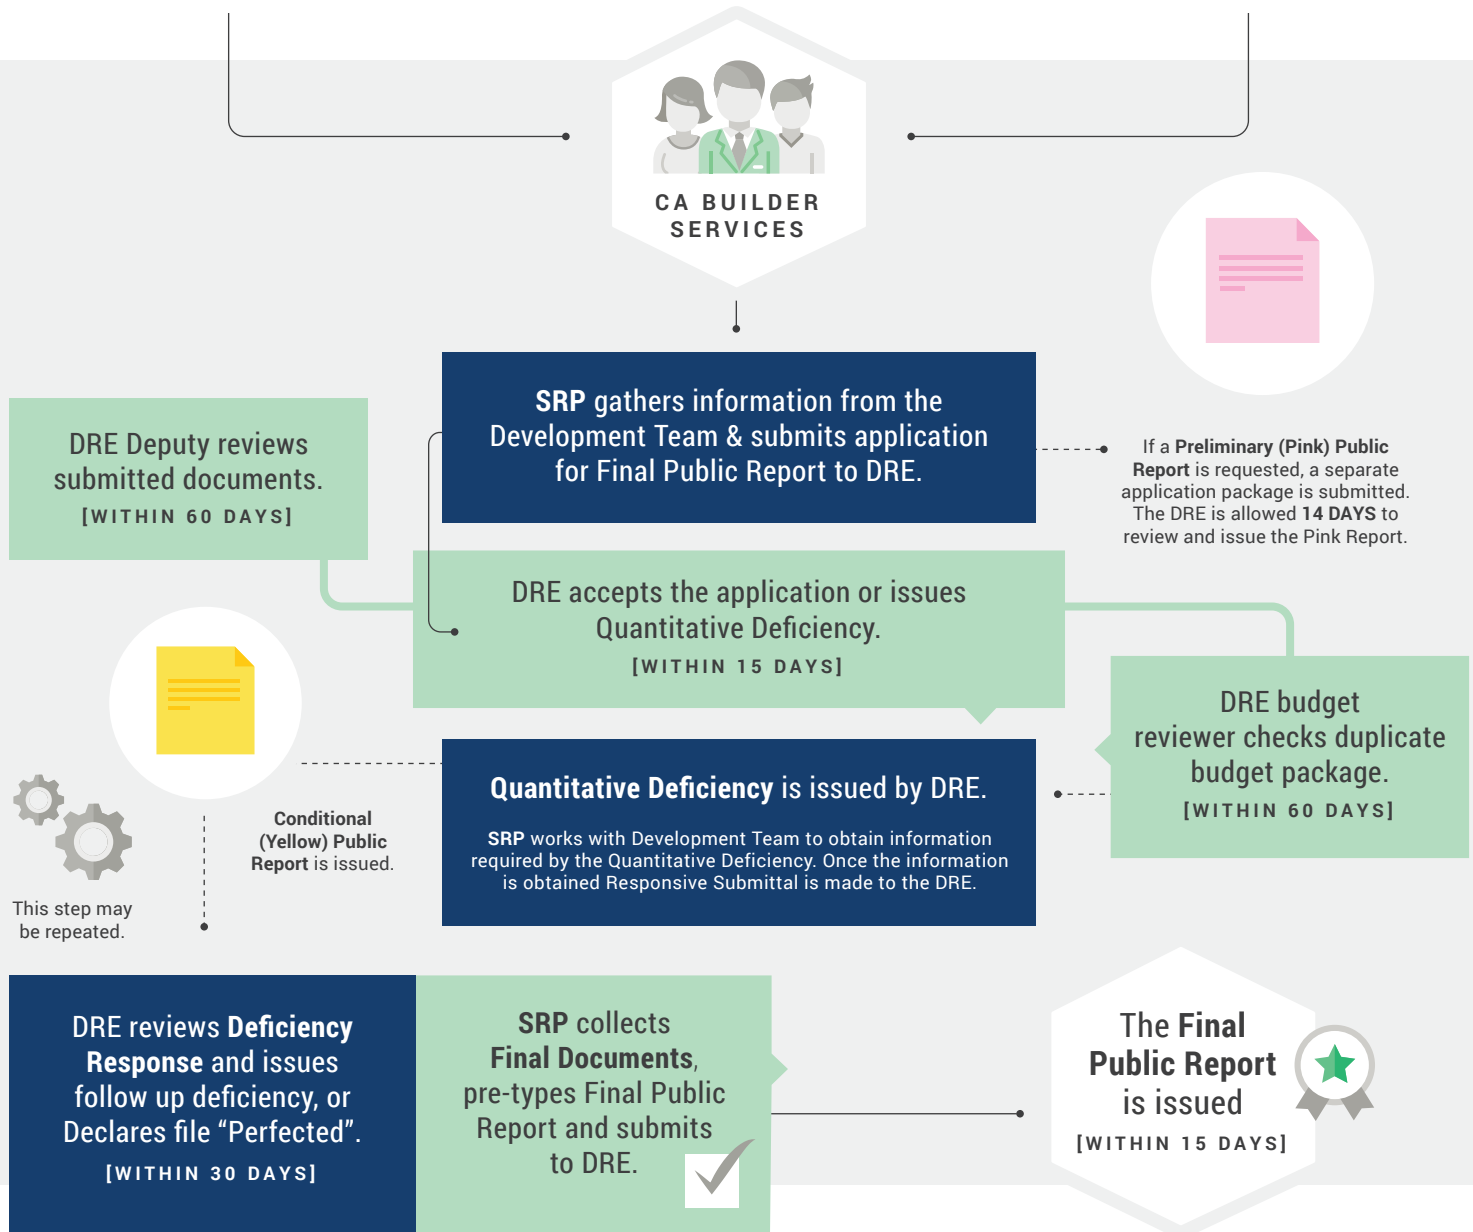 CA BUILDER
SERVICES
SRP gathers information from the
Development Team & submits application
for Final Public Report to DRE.
If a Preliminary (Pink) Public
Report is requested, a separate
application package is submitted.
The DRE is allowed 14 DAYS to
review and issue the Pink Report.
DRE Deputy reviews
submitted documents.
[WITHIN 60 DAYS]
DRE accepts the application or issues
Quantitative Deficiency.
[WITHIN 15 DAYS]
DRE budget
reviewer checks duplicate
budget package.
[WITHIN 60 DAYS]
Quantitative Deficiency is issued by DRE.
SRP works with Development Team to obtain information
required by the Quantitative Deficiency. Once the information
is obtained Responsive Submittal is made to the DRE.
Conditional
(Yellow) Public
Report is issued.
This step may
be repeated.
DRE reviews Deficiency
Response and issues
follow up deficiency, or
Declares file “Perfected”.
[WITHIN 30 DAYS]
SRP collects
Final Documents,
pre-types Final Public
Report and submits
to DRE.
The Final
Public Report
is issued
[WITHIN 15 DAYS]